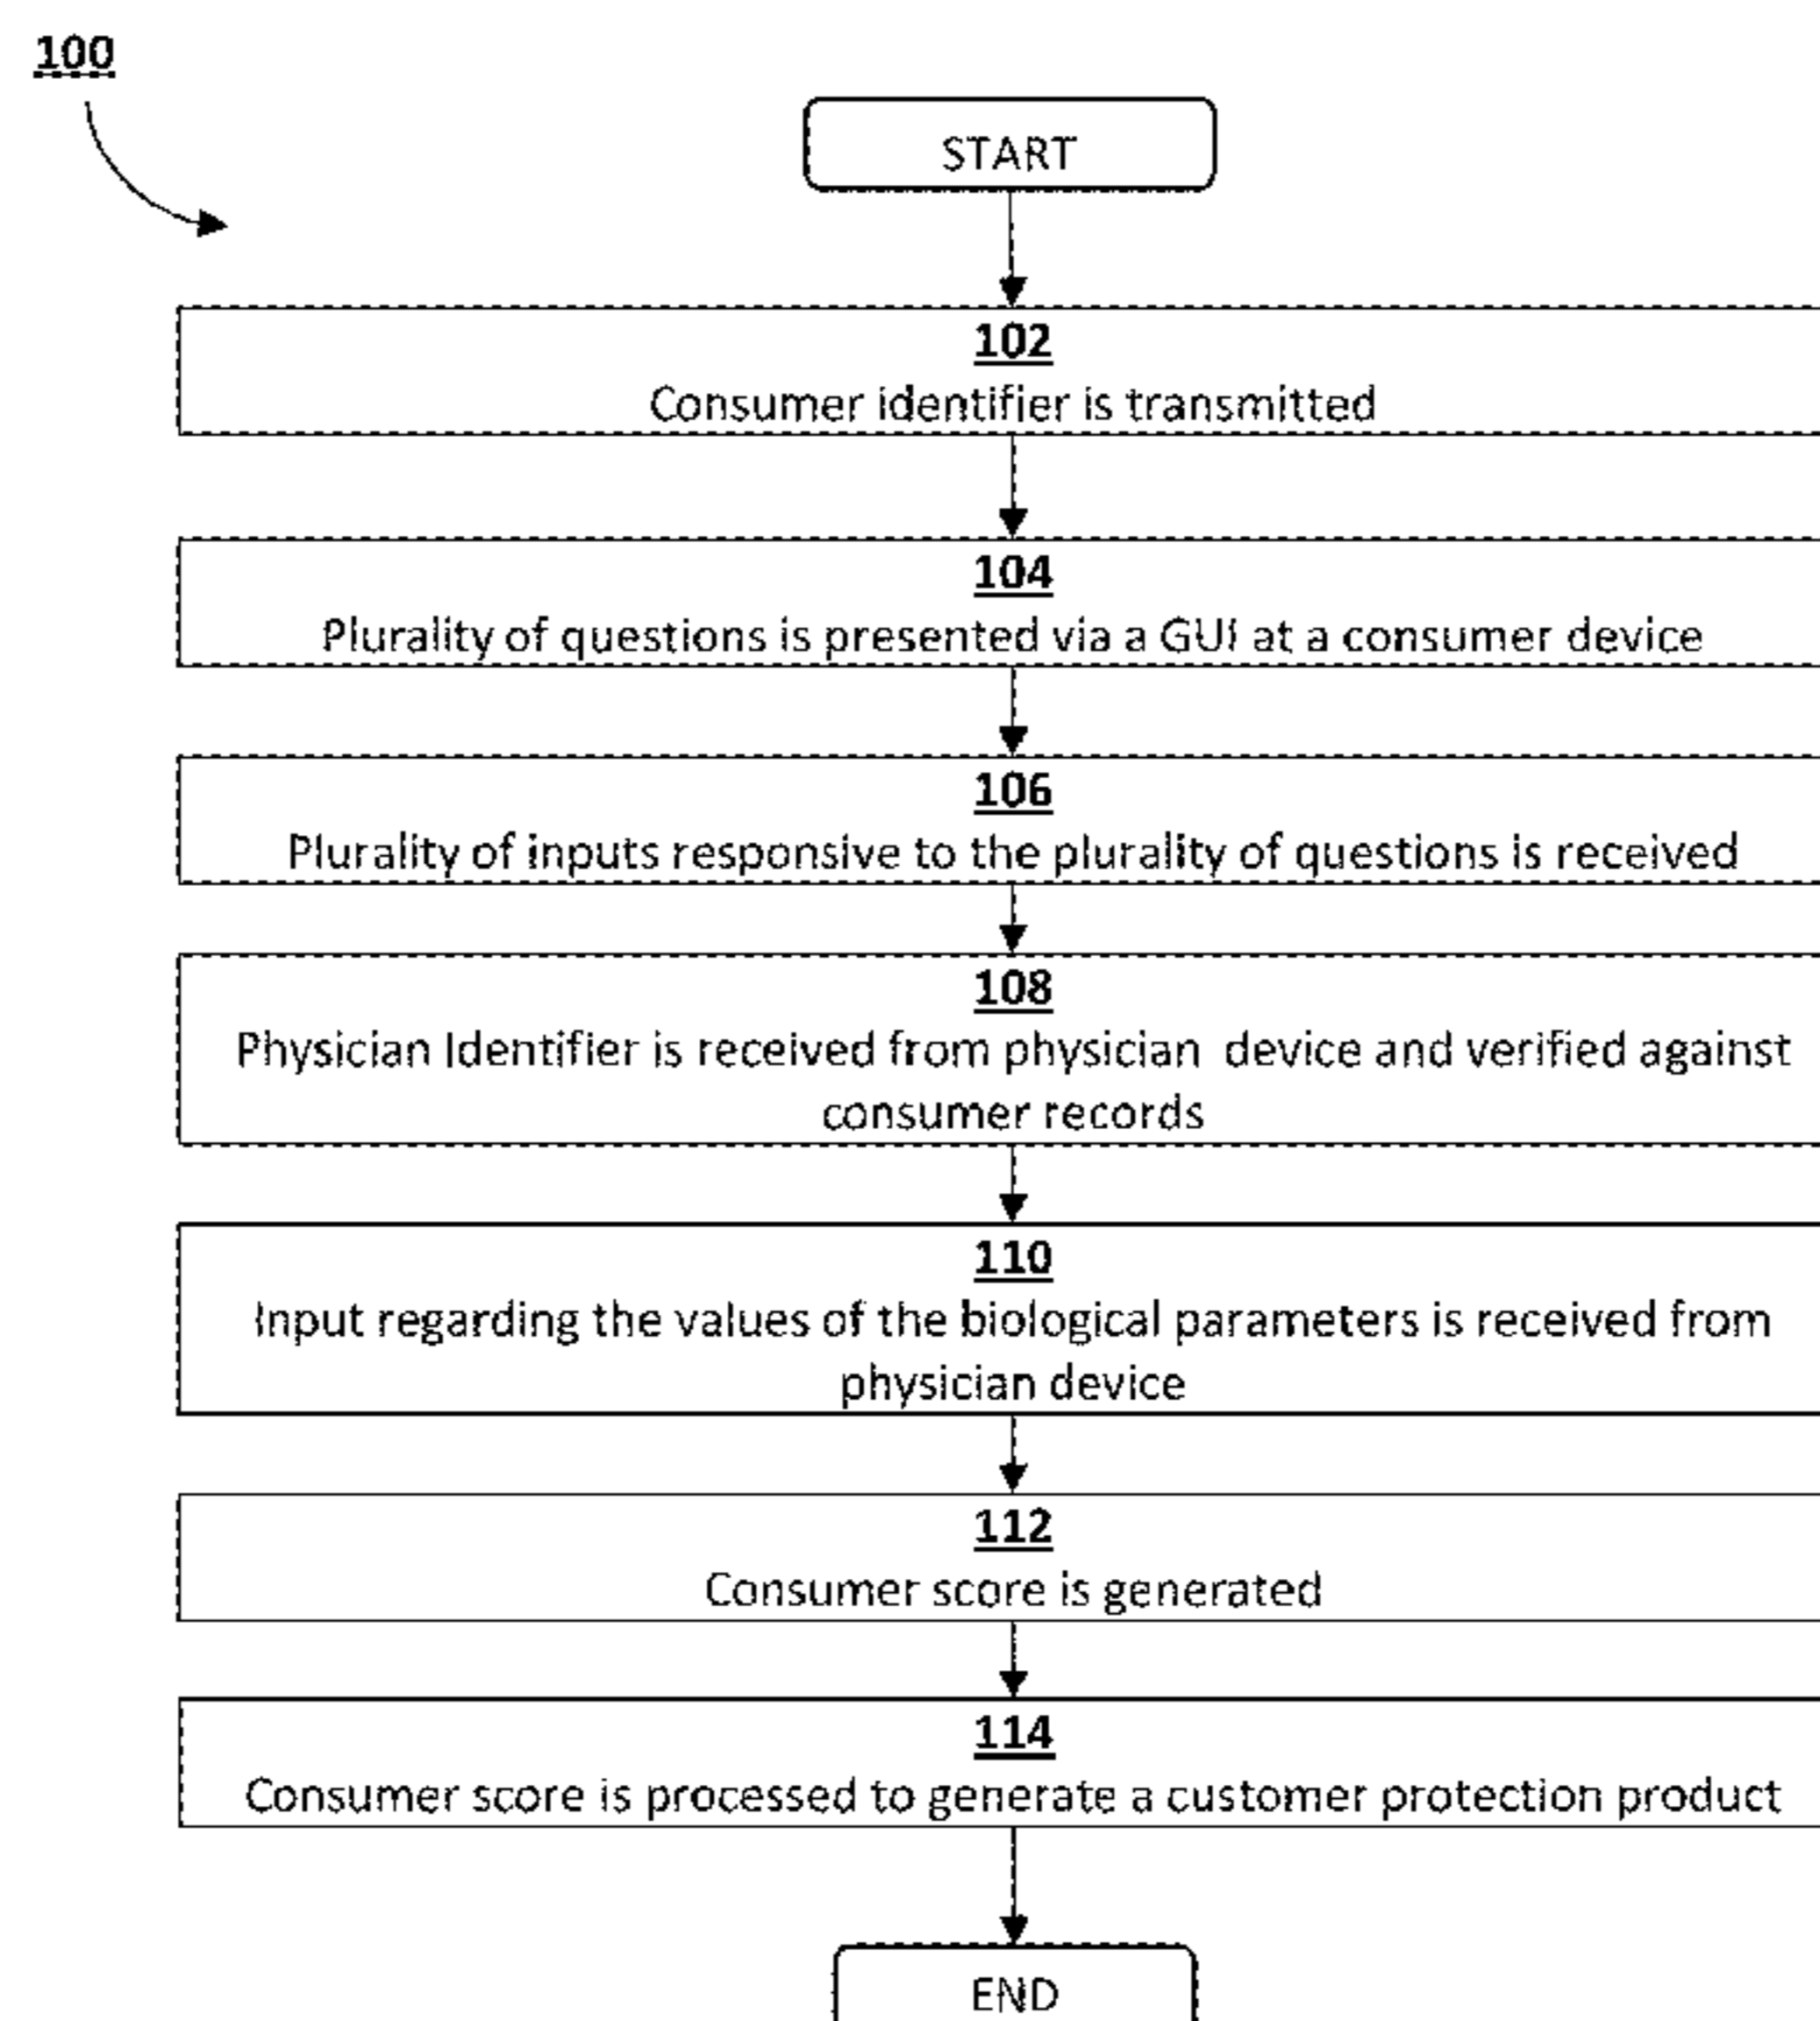 100
START
102
Consumer identifier is transmitted
104
Plurality of questions is presented via a GUI at a consumer device
106
Plurality of inputs responsive to the plurality of questions is received
108
Physician Identifier is received from physician device and verified against
consumer records
110
Input regarding the values of the biological parameters is received from
physician device
112
Consumer score is generated
114
Consumer score is processed to generate a customer protection product
END